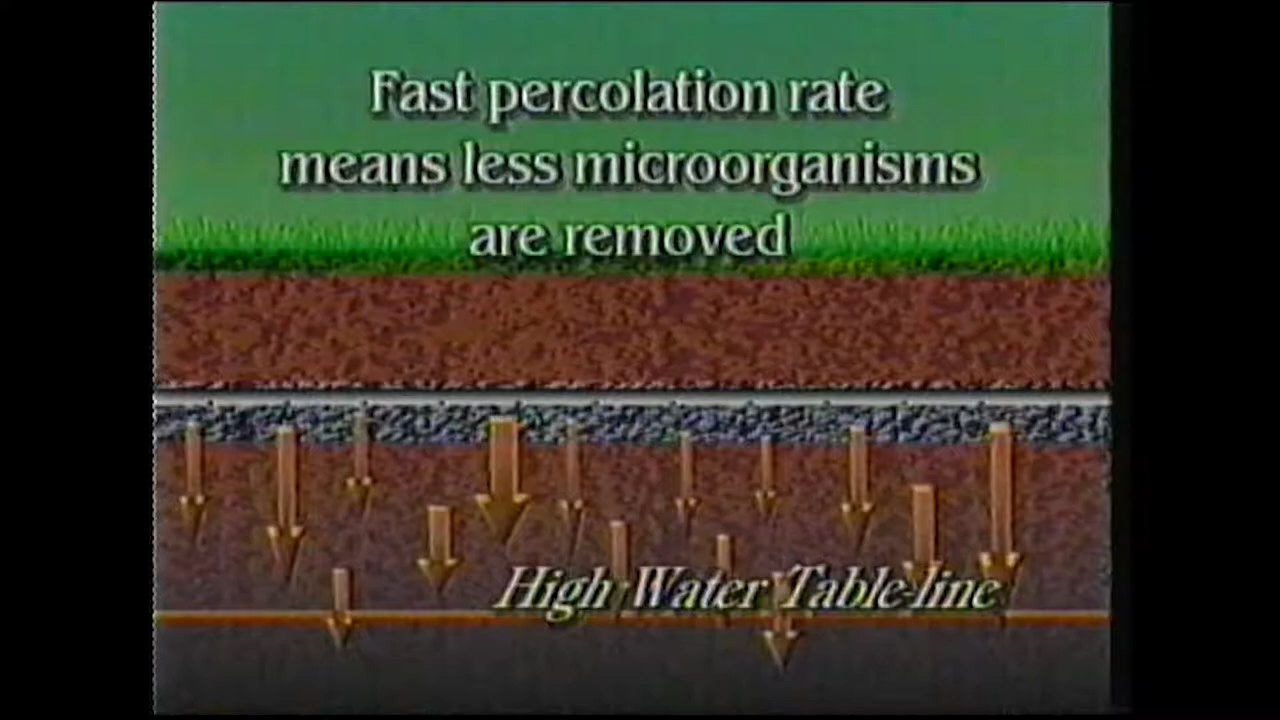 Fast percolation rate
means less microorganisms
are removed
High Water Table-line